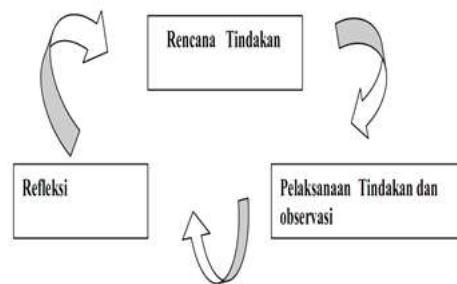 Rencana Tindakan
Refleksi
Pelaksanaan Tindakan dan
observasi